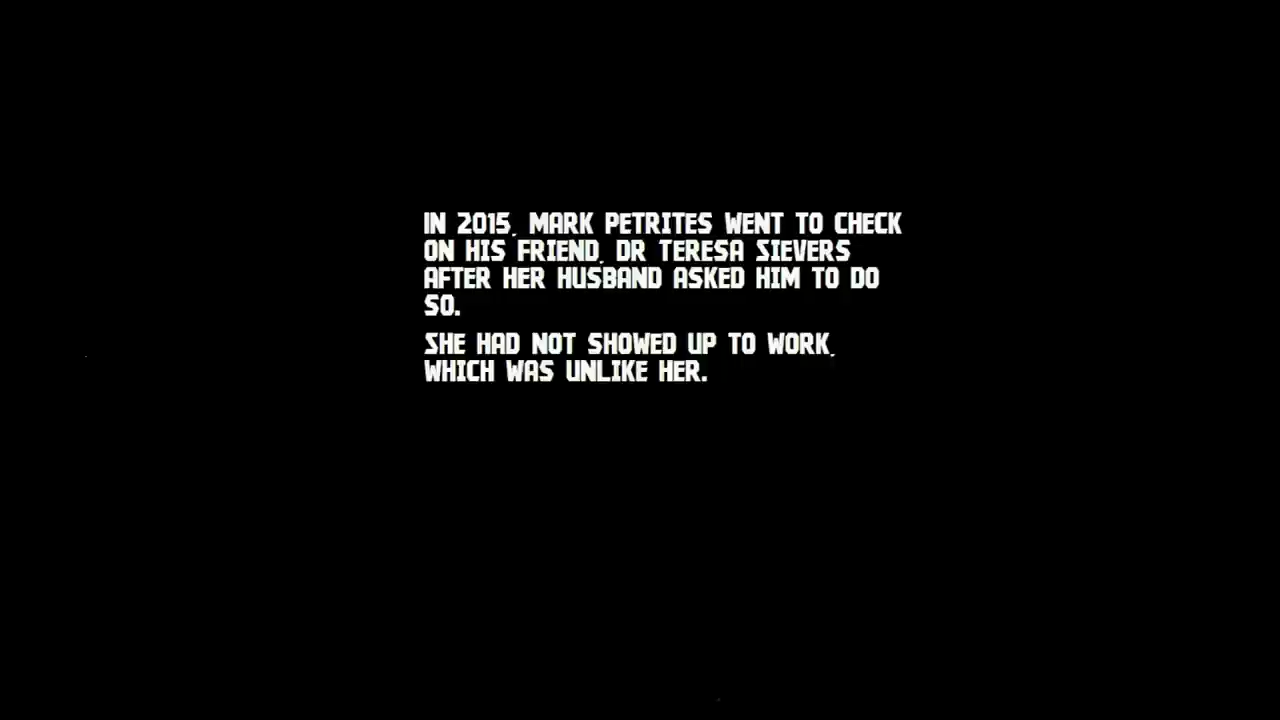 IN 2015, MARK PETRITES WENT TO CHECK
ON HIS FRIEND, DR TERESA SIEVERS
AFTER HER HUSBAND ASKED HIM TO DO
SO.
SHE HAD NOT SHOWED UP TO WORK,
WHICH WAS UNLIKE HER.